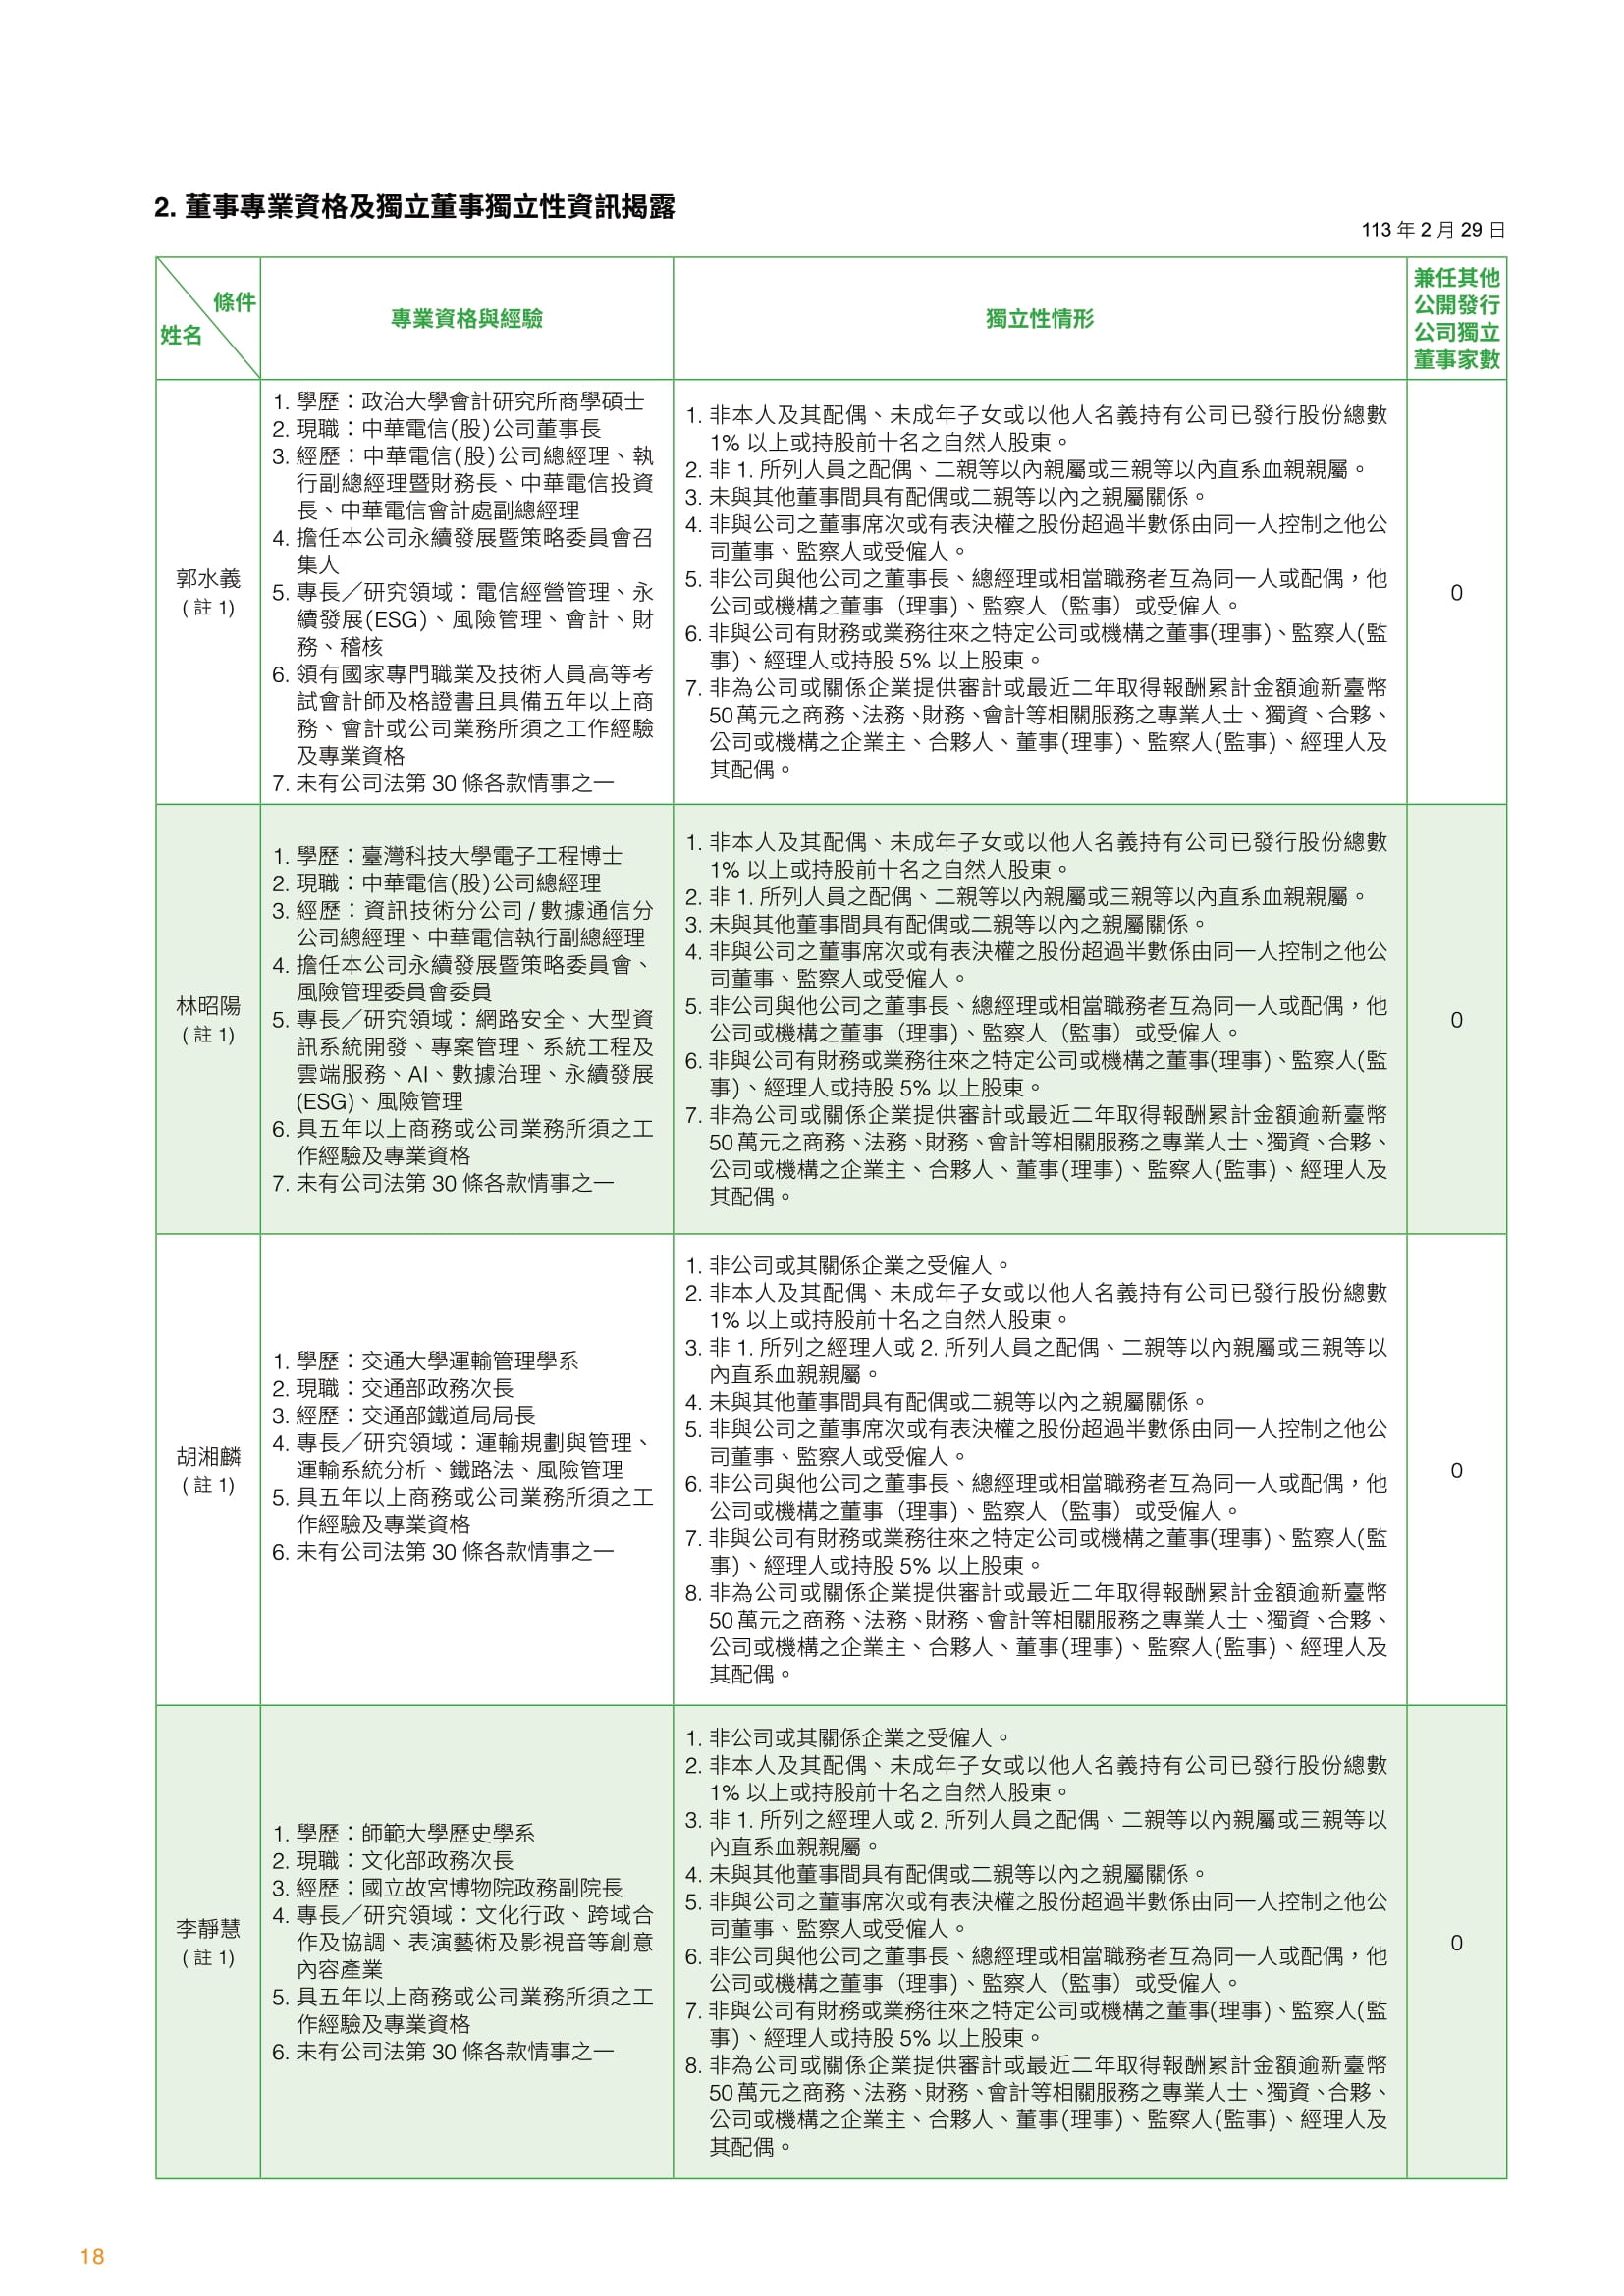 2. 董事專業資格及獨立董事獨立性資訊揭露
113 年 2 月 29 日
條件
姓名
專業資格與經驗
獨立性情形
兼任其他
公開發行
公司獨立
董事家數
郭水義
( 註 1)
1. 學歷：政治大學會計研究所商學碩士
2. 現職：中華電信(股)公司董事長
3. 經歷：中華電信(股)公司總經理、執
行副總經理暨財務長、中華電信投資
長、中華電信會計處副總經理
4. 擔任本公司永續發展暨策略委員會召
集人
5. 專長／研究領域：電信經營管理、永
續發展(ESG)、風險管理、會計、財
務、稽核
6. 領有國家專門職業及技術人員高等考
試會計師及格證書且具備五年以上商
務、會計或公司業務所須之工作經驗
及專業資格
7. 未有公司法第 30 條各款情事之一
1. 非本人及其配偶、未成年子女或以他人名義持有公司已發行股份總數
1% 以上或持股前十名之自然人股東。
2. 非 1. 所列人員之配偶、二親等以內親屬或三親等以內直系血親親屬。
3. 未與其他董事間具有配偶或二親等以內之親屬關係。
4. 非與公司之董事席次或有表決權之股份超過半數係由同一人控制之他公
司董事、監察人或受僱人。
5. 非公司與他公司之董事長、總經理或相當職務者互為同一人或配偶，他
公司或機構之董事（理事）、監察人（監事）或受僱人。
6. 非與公司有財務或業務往來之特定公司或機構之董事(理事)、監察人(監
事)、經理人或持股 5% 以上股東。
7. 非為公司或關係企業提供審計或最近二年取得報酬累計金額逾新臺幣
50 萬元之商務、法務、財務、會計等相關服務之專業人士、獨資、合夥、
公司或機構之企業主、合夥人、董事(理事)、監察人(監事)、經理人及
其配偶。
0
林昭陽
( 註 1)
1. 學歷：臺灣科技大學電子工程博士
2. 現職：中華電信(股)公司總經理
3. 經歷：資訊技術分公司 / 數據通信分
公司總經理、中華電信執行副總經理
4. 擔任本公司永續發展暨策略委員會、
風險管理委員會委員
5. 專長／研究領域：網路安全、大型資
訊系統開發、專案管理、系統工程及
雲端服務、AI、數據治理、永續發展
(ESG)、風險管理
6. 具五年以上商務或公司業務所須之工
作經驗及專業資格
7. 未有公司法第 30 條各款情事之一
1. 非本人及其配偶、未成年子女或以他人名義持有公司已發行股份總數
1% 以上或持股前十名之自然人股東。
2. 非 1. 所列人員之配偶、二親等以內親屬或三親等以內直系血親親屬。
3. 未與其他董事間具有配偶或二親等以內之親屬關係。
4. 非與公司之董事席次或有表決權之股份超過半數係由同一人控制之他公
司董事、監察人或受僱人。
5. 非公司與他公司之董事長、總經理或相當職務者互為同一人或配偶，他
公司或機構之董事（理事）、監察人（監事）或受僱人。
6. 非與公司有財務或業務往來之特定公司或機構之董事(理事)、監察人(監
事)、經理人或持股 5% 以上股東。
7. 非為公司或關係企業提供審計或最近二年取得報酬累計金額逾新臺幣
50 萬元之商務、法務、財務、會計等相關服務之專業人士、獨資、合夥、
公司或機構之企業主、合夥人、董事(理事)、監察人(監事)、經理人及
其配偶。
0
胡湘麟
( 註 1)
1. 學歷：交通大學運輸管理學系
2. 現職：交通部政務次長
3. 經歷：交通部鐵道局局長
4. 專長／研究領域：運輸規劃與管理、
運輸系統分析、鐵路法、風險管理
5. 具五年以上商務或公司業務所須之工
作經驗及專業資格
6. 未有公司法第 30 條各款情事之一
1. 非公司或其關係企業之受僱人。
2. 非本人及其配偶、未成年子女或以他人名義持有公司已發行股份總數
1% 以上或持股前十名之自然人股東。
3. 非 1. 所列之經理人或 2. 所列人員之配偶、二親等以內親屬或三親等以
內直系血親親屬。
4. 未與其他董事間具有配偶或二親等以內之親屬關係。
5. 非與公司之董事席次或有表決權之股份超過半數係由同一人控制之他公
司董事、監察人或受僱人。
6. 非公司與他公司之董事長、總經理或相當職務者互為同一人或配偶，他
公司或機構之董事（理事）、監察人（監事）或受僱人。
7. 非與公司有財務或業務往來之特定公司或機構之董事(理事)、監察人(監
事)、經理人或持股 5% 以上股東。
8. 非為公司或關係企業提供審計或最近二年取得報酬累計金額逾新臺幣
50 萬元之商務、法務、財務、會計等相關服務之專業人士、獨資、合夥、
公司或機構之企業主、合夥人、董事(理事)、監察人(監事)、經理人及
其配偶。
0
李靜慧
( 註 1)
1. 學歷：師範大學歷史學系
2. 現職：文化部政務次長
3. 經歷：國立故宮博物院政務副院長
4. 專長／研究領域：文化行政、跨域合
作及協調、表演藝術及影視音等創意
內容產業
5. 具五年以上商務或公司業務所須之工
作經驗及專業資格
6. 未有公司法第 30 條各款情事之一
1. 非公司或其關係企業之受僱人。
2. 非本人及其配偶、未成年子女或以他人名義持有公司已發行股份總數
1% 以上或持股前十名之自然人股東。
3. 非 1. 所列之經理人或 2. 所列人員之配偶、二親等以內親屬或三親等以
內直系血親親屬。
4. 未與其他董事間具有配偶或二親等以內之親屬關係。
5. 非與公司之董事席次或有表決權之股份超過半數係由同一人控制之他公
司董事、監察人或受僱人。
6. 非公司與他公司之董事長、總經理或相當職務者互為同一人或配偶，他
公司或機構之董事（理事）、監察人（監事）或受僱人。
7. 非與公司有財務或業務往來之特定公司或機構之董事(理事)、監察人(監
事)、經理人或持股 5% 以上股東。
8. 非為公司或關係企業提供審計或最近二年取得報酬累計金額逾新臺幣
50 萬元之商務、法務、財務、會計等相關服務之專業人士、獨資、合夥、
公司或機構之企業主、合夥人、董事(理事)、監察人(監事)、經理人及
其配偶。
0
18